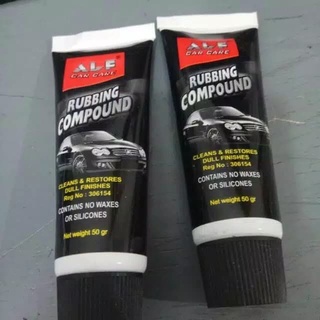 ALF
CAR CARE
RUBBING
COMPOUND
CLEANS & RESTORES
DULL FINISHES
Reg No : 306154
CONTAINS NO WAXES
OR SILICONES
Net weight 50 gr
ALF
CAR CARE
RUBBING
COMPOUND
CLEANS & RESTORES
DULL FINISHES
Reg No : 306154
CONTAINS NO WAXES
OR SILICONES
Net weight 50 gr